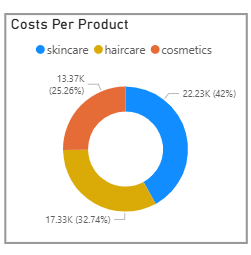 Costs Per Product
skincare haircare cosmetics
13.37K
(25.26%)
22.23K (42%)
17.33K (32.74%)